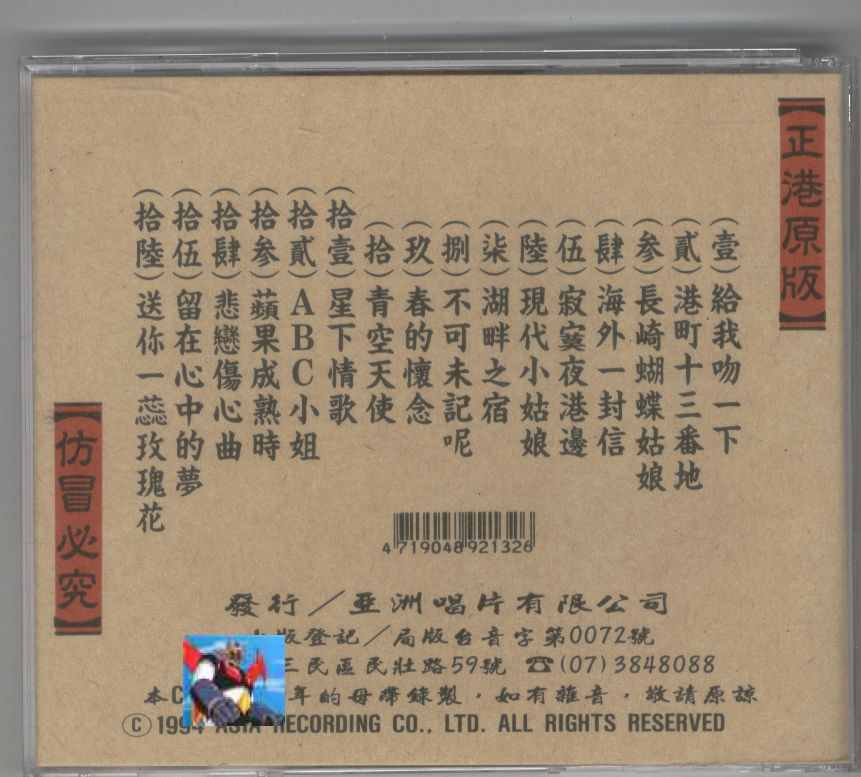 【正港原版】
(壹)給我吻一下
(貳)港町十三番地
(參)長崎蝴蝶姑娘
(肆)海外一封信
(伍)寂寞夜港邊
(陸)現代小姑娘
(柒)湖畔之宿
(捌)不可未記呢
(玖)春的懷念
(拾)青空天使
(拾壹)星下情歌
(拾貳)ABC小姐
(拾參)蘋果成熟時
(拾肆)悲戀傷心曲
(拾伍)留在心中的夢
(拾陸)送你一蕊玫瑰花
【仿冒必究】
4719048921326
發行／亞洲唱片有限公司
版登記／局版台音字第0072號
三民區民壯路59號 ☎(07)3848088
本C 年的母帶錄製，如有雜音，敬請原諒
Ⓒ1994 ASIA RECORDING CO., LTD. ALL RIGHTS RESERVED